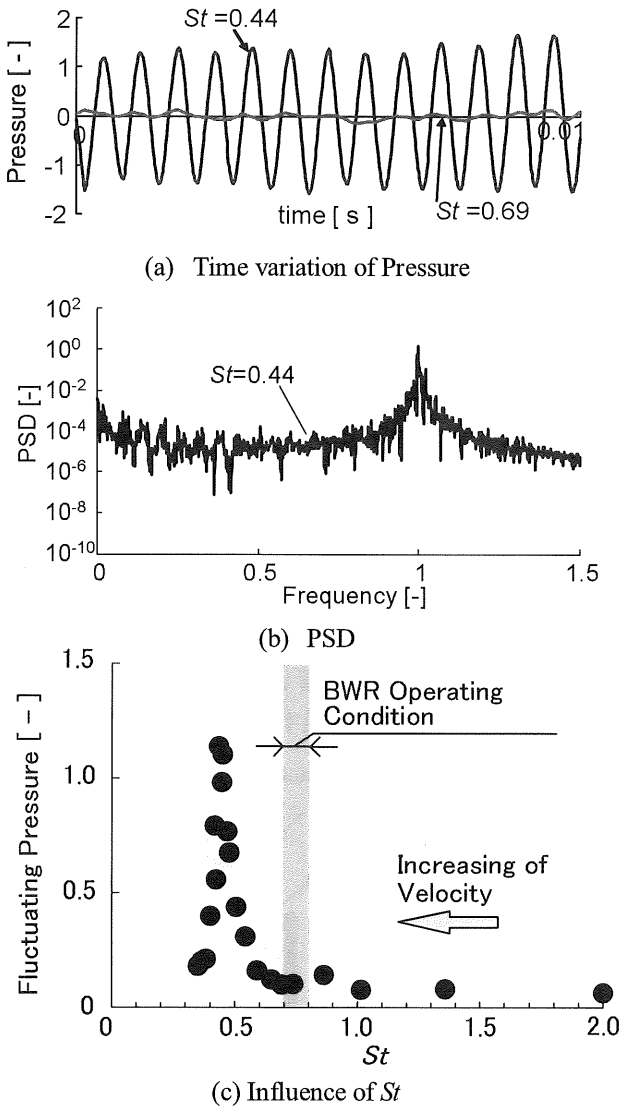 St =0.44
2
1
0
-1
-2
Pressure [ - ]
0
0.01
time [ s ]
St =0.69
(a) Time variation of Pressure
10²
10⁰
10⁻²
10⁻⁴
10⁻⁶
10⁻⁸
10⁻¹⁰
PSD [-]
St=0.44
0
0.5
1
1.5
Frequency [-]
(b) PSD
1.5
1.0
0.5
0
Fluctuating Pressure [ − ]
BWR Operating
Condition
Increasing of
Velocity
0
0.5
1.0
1.5
2.0
St
(c) Influence of St